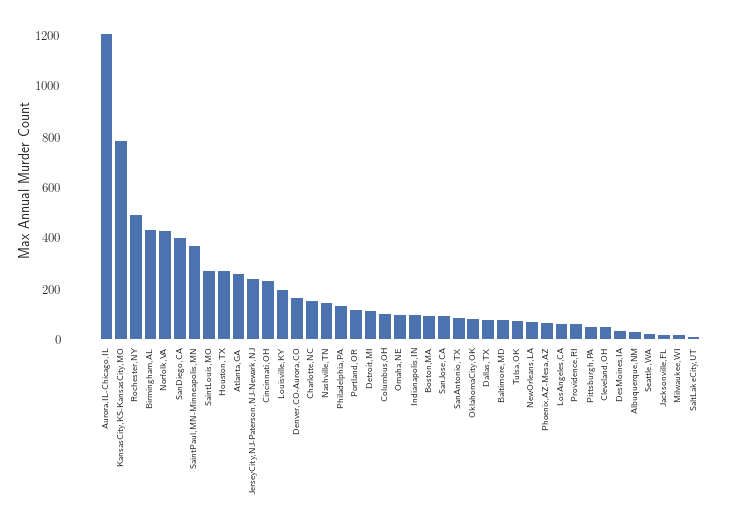 Max Annual Murder Count
1200
1000
800
600
400
200
0
Aurora,IL-Chicago,IL
KansasCity,KS-KansasCity,MO
Rochester,NY
Birmingham,AL
Norfolk,VA
SanDiego,CA
SaintPaul,MN-Minneapolis,MN
SaintLouis,MO
Houston,TX
Atlanta,GA
JerseyCity,NJ-Paterson,NJ-Newark,NJ
Cincinnati,OH
Louisville,KY
Denver,CO-Aurora,CO
Charlotte,NC
Nashville,TN
Philadelphia,PA
Portland,OR
Detroit,MI
Columbus,OH
Omaha,NE
Indianapolis,IN
Boston,MA
SanJose,CA
SanAntonio,TX
OklahomaCity,OK
Dallas,TX
Baltimore,MD
Tulsa,OK
NewOrleans,LA
Phoenix,AZ-Mesa,AZ
LosAngeles,CA
Providence,RI
Pittsburgh,PA
Cleveland,OH
DesMoines,IA
Albuquerque,NM
Seattle,WA
Jacksonville,FL
Milwaukee,WI
SaltLakeCity,UT